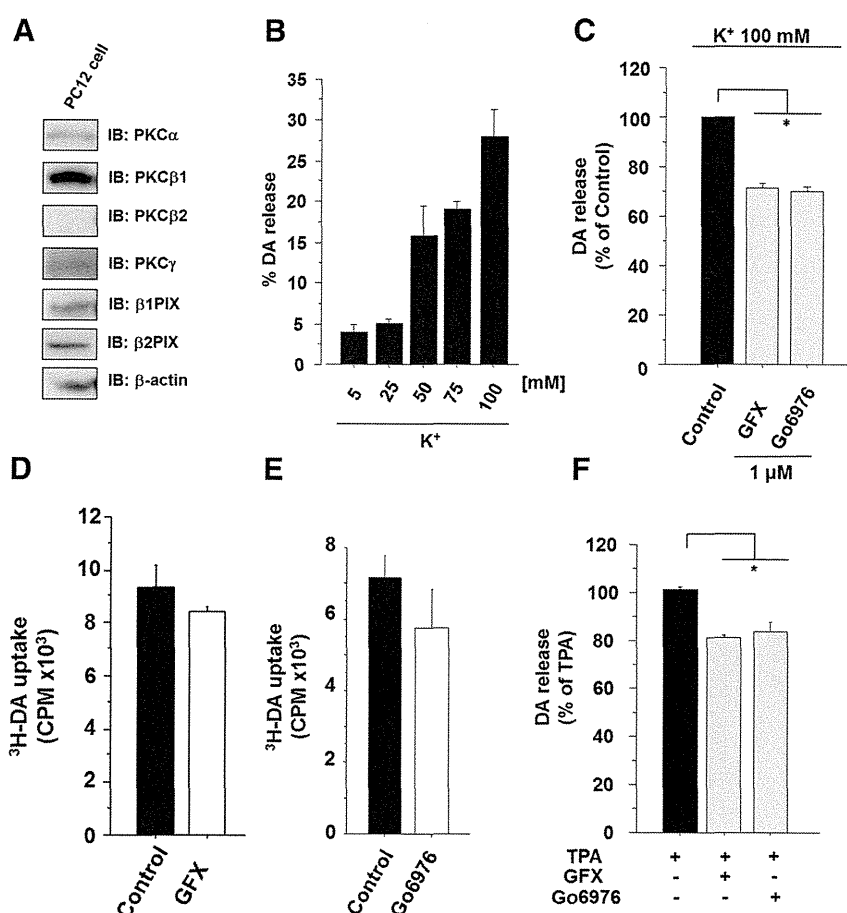 A
PC12 cell
IB: PKCα
IB: PKCβ1
IB: PKCβ2
IB: PKCγ
IB: β1PIX
IB: β2PIX
IB: β-actin
B
% DA release
35
30
25
20
15
10
5
0
5 25 50 75 100 [mM]
K⁺
C
K⁺ 100 mM
DA release
(% of Control)
120
100
80
60
40
20
0
*
Control GFX Go6976
1 μM
D
³H-DA uptake
(CPM x10³)
12
10
8
6
4
2
0
Control GFX
E
³H-DA uptake
(CPM x10³)
8
6
4
2
0
Control Go6976
F
DA release
(% of TPA)
120
100
80
60
40
20
0
*
TPA + + +
GFX - + -
Go6976 - - +